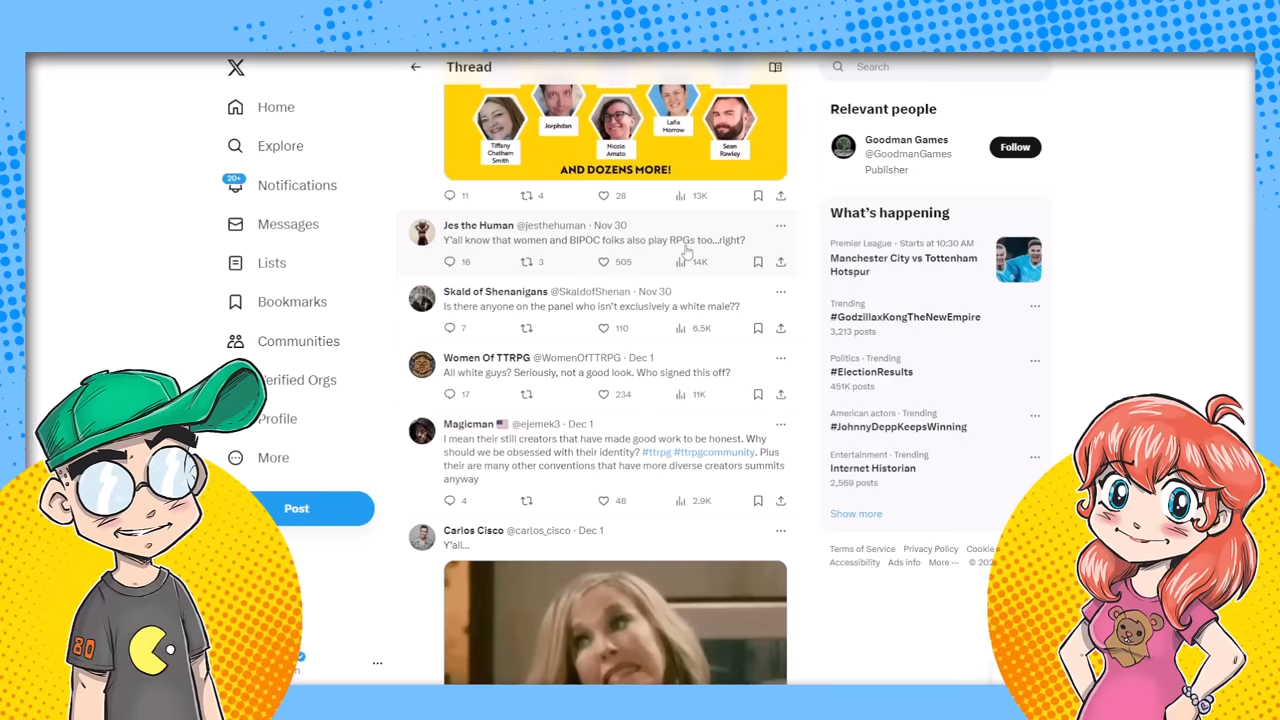 X
Home
Explore
20+
Notifications
Messages
Lists
Bookmarks
Communities
erified Orgs
Profile
More
Post
Thread
Tiffany
Chatham
Smith
Jorphdan
Nicole
Amato
Lafia
Morrow
Sean
Rawley
AND DOZENS MORE!
11 4 28 13K
Jes the Human @jesthehuman · Nov 30
Y'all know that women and BIPOC folks also play RPGs too...right?
16 3 505 14K
Skald of Shenanigans @SkaldofShenan · Nov 30
Is there anyone on the panel who isn't exclusively a white male??
7 110 6.5K
Women Of TTRPG @WomenOfTTRPG · Dec 1
All white guys? Seriously, not a good look. Who signed this off?
17 234 11K
Magicman 🇺🇸 @ejemek3 · Dec 1
I mean their still creators that have made good work to be honest. Why
should we be obsessed with their identity? #ttrpg #ttrpgcommunity. Plus
their are many other conventions that have more diverse creators summits
anyway
4 48 2.9K
Carlos Cisco @carlos_cisco · Dec 1
Y'all...
Search
Relevant people
Goodman Games
@GoodmanGames
Publisher
Follow
What's happening
Premier League · Starts at 10:30 AM
Manchester City vs Tottenham
Hotspur
Trending
#GodzillaxKongTheNewEmpire
3,213 posts
Politics · Trending
#ElectionResults
451K posts
American actors · Trending
#JohnnyDeppKeepsWinning
Entertainment · Trending
Internet Historian
2,569 posts
Show more
Terms of Service Privacy Policy Cookie
Accessibility Ads info More ··· © 202
80